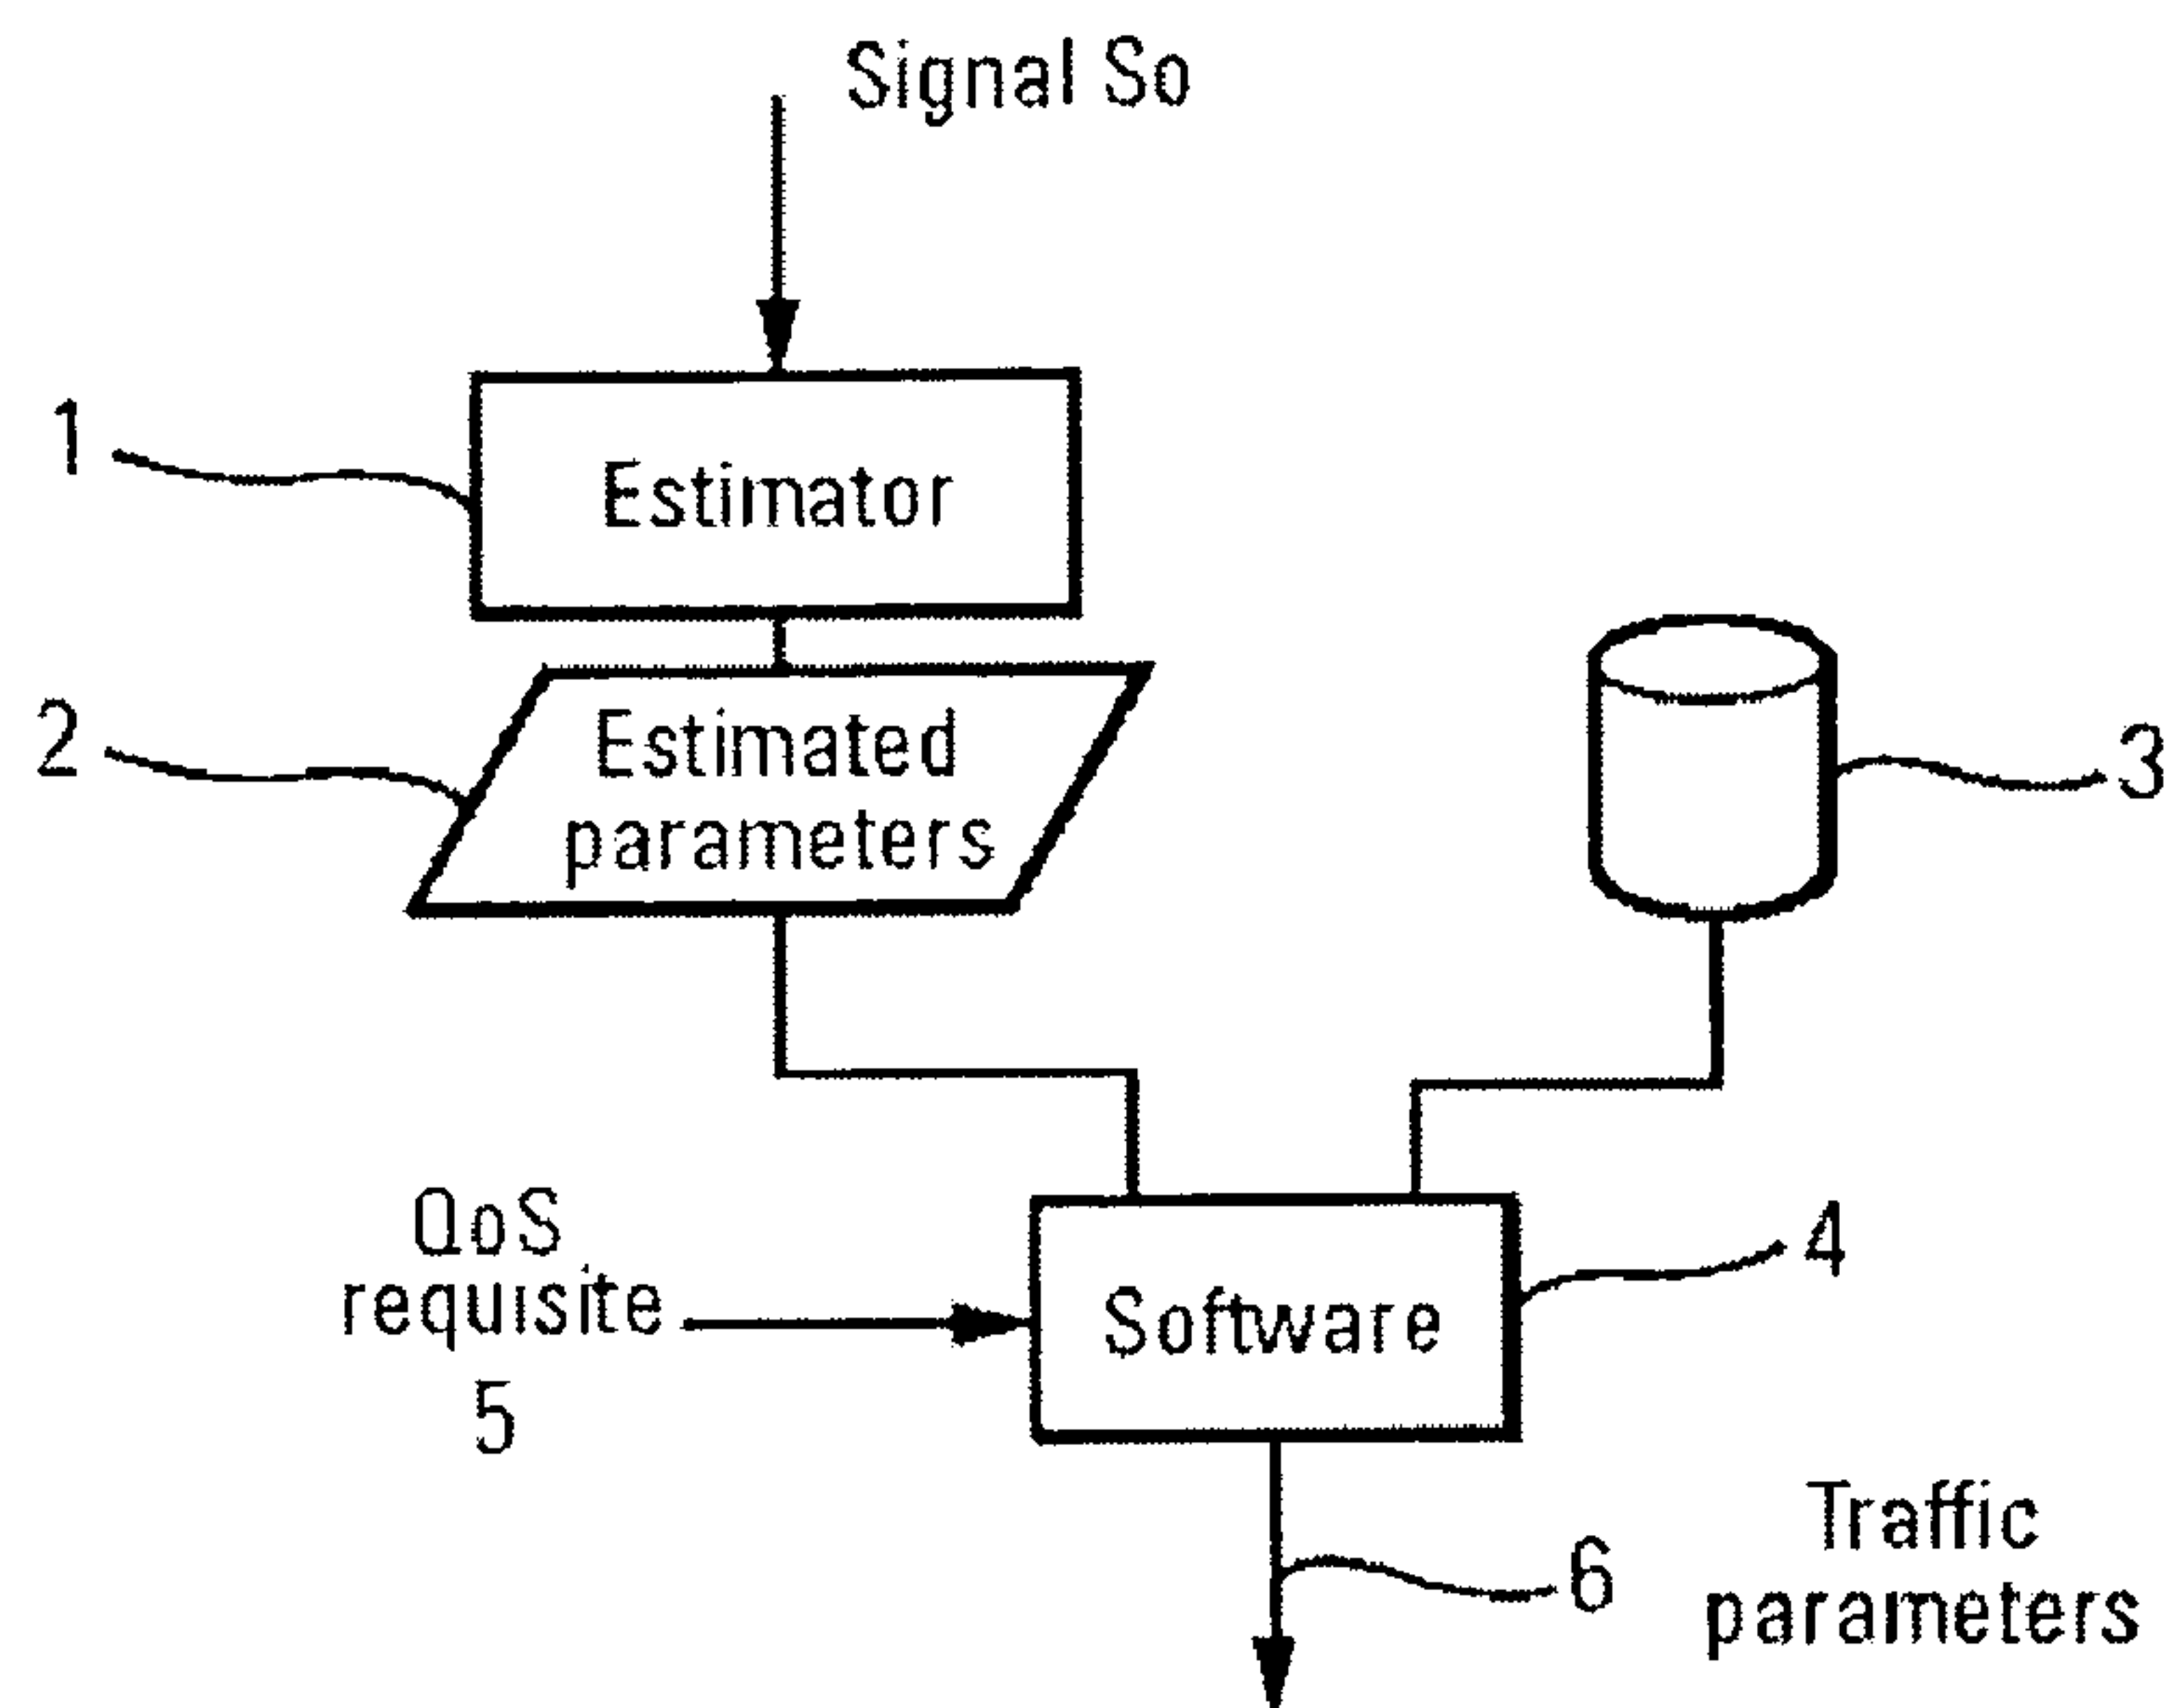 Signal So
1
Estimator
2
Estimated
parameters
3
QoS
requisite
5
Software
4
6
Traffic
parameters